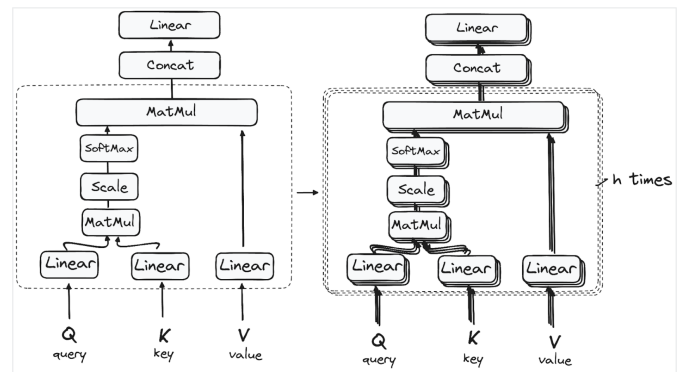 Linear
Concat
MatMul
SoftMax
Scale
MatMul
Linear Linear Linear
Q K V
query key value
Linear
Concat
MatMul
SoftMax
Scale
MatMul
Linear Linear Linear
Q K V
query key value
h times